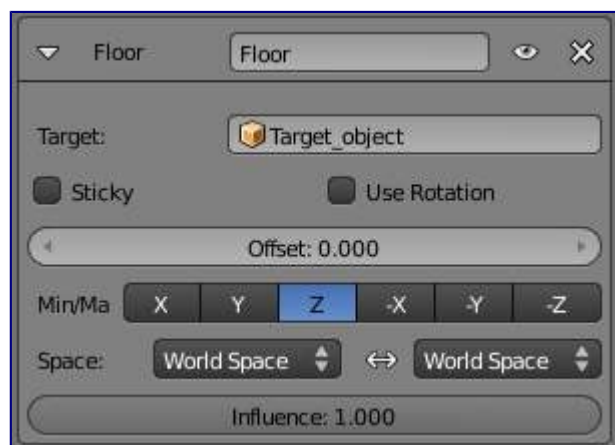 Floor Floor
Target: Target_object
Sticky Use Rotation
Offset: 0.000
Min/Ma X Y Z -X -Y -Z
Space: World Space World Space
Influence: 1.000